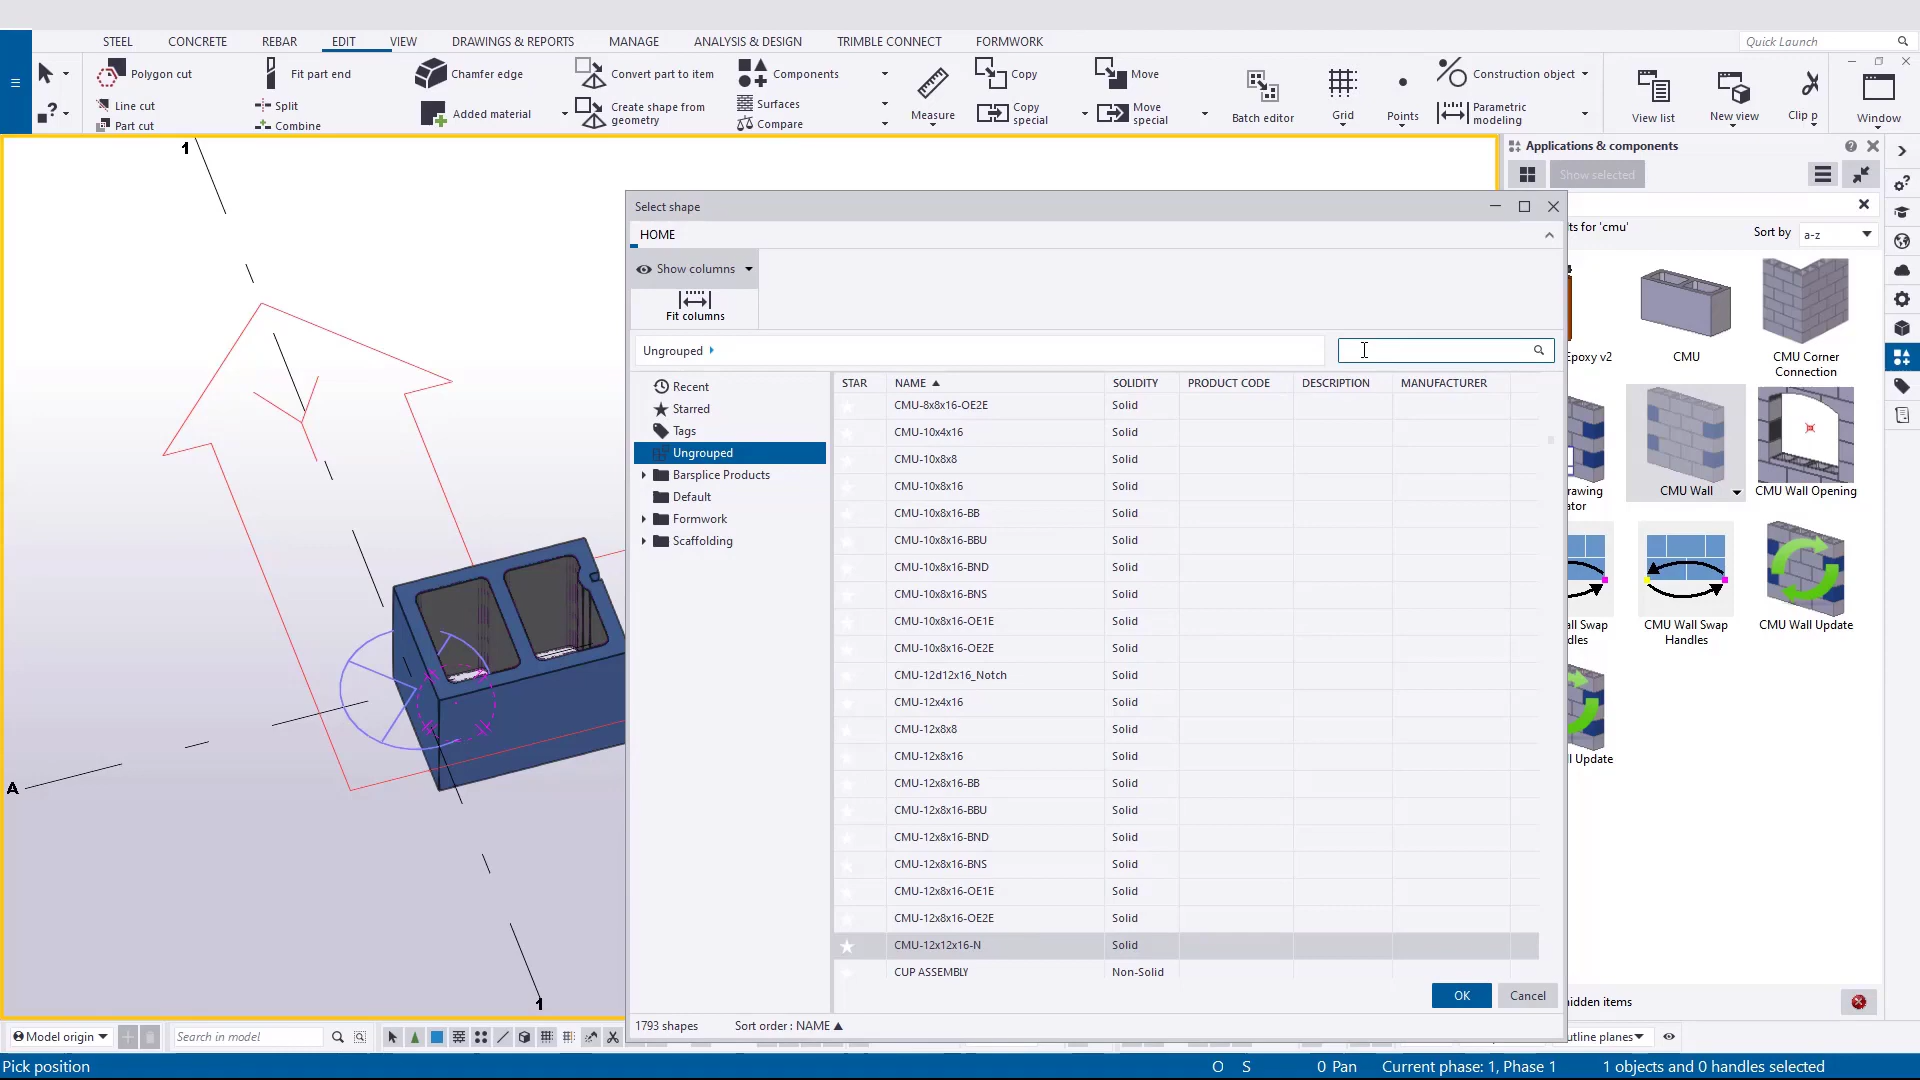 STEEL CONCRETE REBAR EDIT VIEW DRAWINGS & REPORTS MANAGE ANALYSIS & DESIGN TRIMBLE CONNECT FORMWORK Quick Launch
Polygon cut
Line cut
Part cut
Fit part end
Split
Combine
Chamfer edge
Added material
Convert part to item
Create shape from
geometry
Components
Surfaces
Compare
Measure
Copy
Copy
special
Move
Move
special
Batch editor
Grid
Points
Construction object
Parametric
modeling
View list
New view
Clip p
Window
Applications & components
Show selected
ts for 'cmu'
Sort by a-z
poxy v2
CMU
CMU Corner
Connection
rawing
ator
CMU Wall
CMU Wall Opening
all Swap
dles
CMU Wall Swap
Handles
CMU Wall Update
l Update
hidden items
1
A
1
Select shape
HOME
Show columns
Fit columns
Ungrouped
Recent
Starred
Tags
Ungrouped
Barsplice Products
Default
Formwork
Scaffolding
STAR NAME SOLIDITY PRODUCT CODE DESCRIPTION MANUFACTURER
CMU-8x8x16-OE2E Solid
CMU-10x4x16 Solid
CMU-10x8x8 Solid
CMU-10x8x16 Solid
CMU-10x8x16-BB Solid
CMU-10x8x16-BBU Solid
CMU-10x8x16-BND Solid
CMU-10x8x16-BNS Solid
CMU-10x8x16-OE1E Solid
CMU-10x8x16-OE2E Solid
CMU-12d12x16_Notch Solid
CMU-12x4x16 Solid
CMU-12x8x8 Solid
CMU-12x8x16 Solid
CMU-12x8x16-BB Solid
CMU-12x8x16-BBU Solid
CMU-12x8x16-BND Solid
CMU-12x8x16-BNS Solid
CMU-12x8x16-OE1E Solid
CMU-12x8x16-OE2E Solid
CMU-12x12x16-N Solid
CUP ASSEMBLY Non-Solid
OK Cancel
1793 shapes Sort order : NAME
Model origin Search in model utline planes
Pick position O S 0 Pan Current phase: 1, Phase 1 1 objects and 0 handles selected